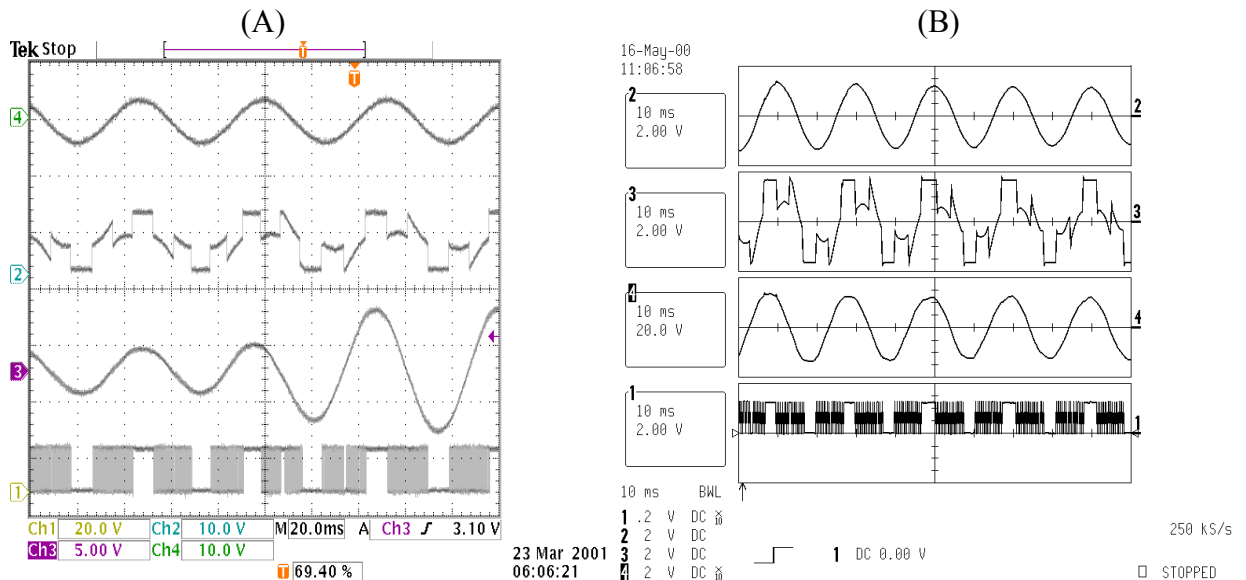 (A)
Tek Stop
T
T
4
2
3
1
Ch1 20.0 V Ch2 10.0 V M 20.0ms A Ch3 ƒ 3.10 V
Ch3 5.00 V Ch4 10.0 V
23 Mar 2001
T 69.40 %
06:06:21
(B)
16-May-00
11:06:58
2
10 ms
2.00 V
2
3
10 ms
2.00 V
3
4
10 ms
20.0 V
4
1
10 ms
2.00 V
1
10 ms BWL
1 .2 V DC X10
2 2 V DC
3 2 V DC
4 2 V DC X10
1 DC 0.00 V
250 kS/s
STOPPED